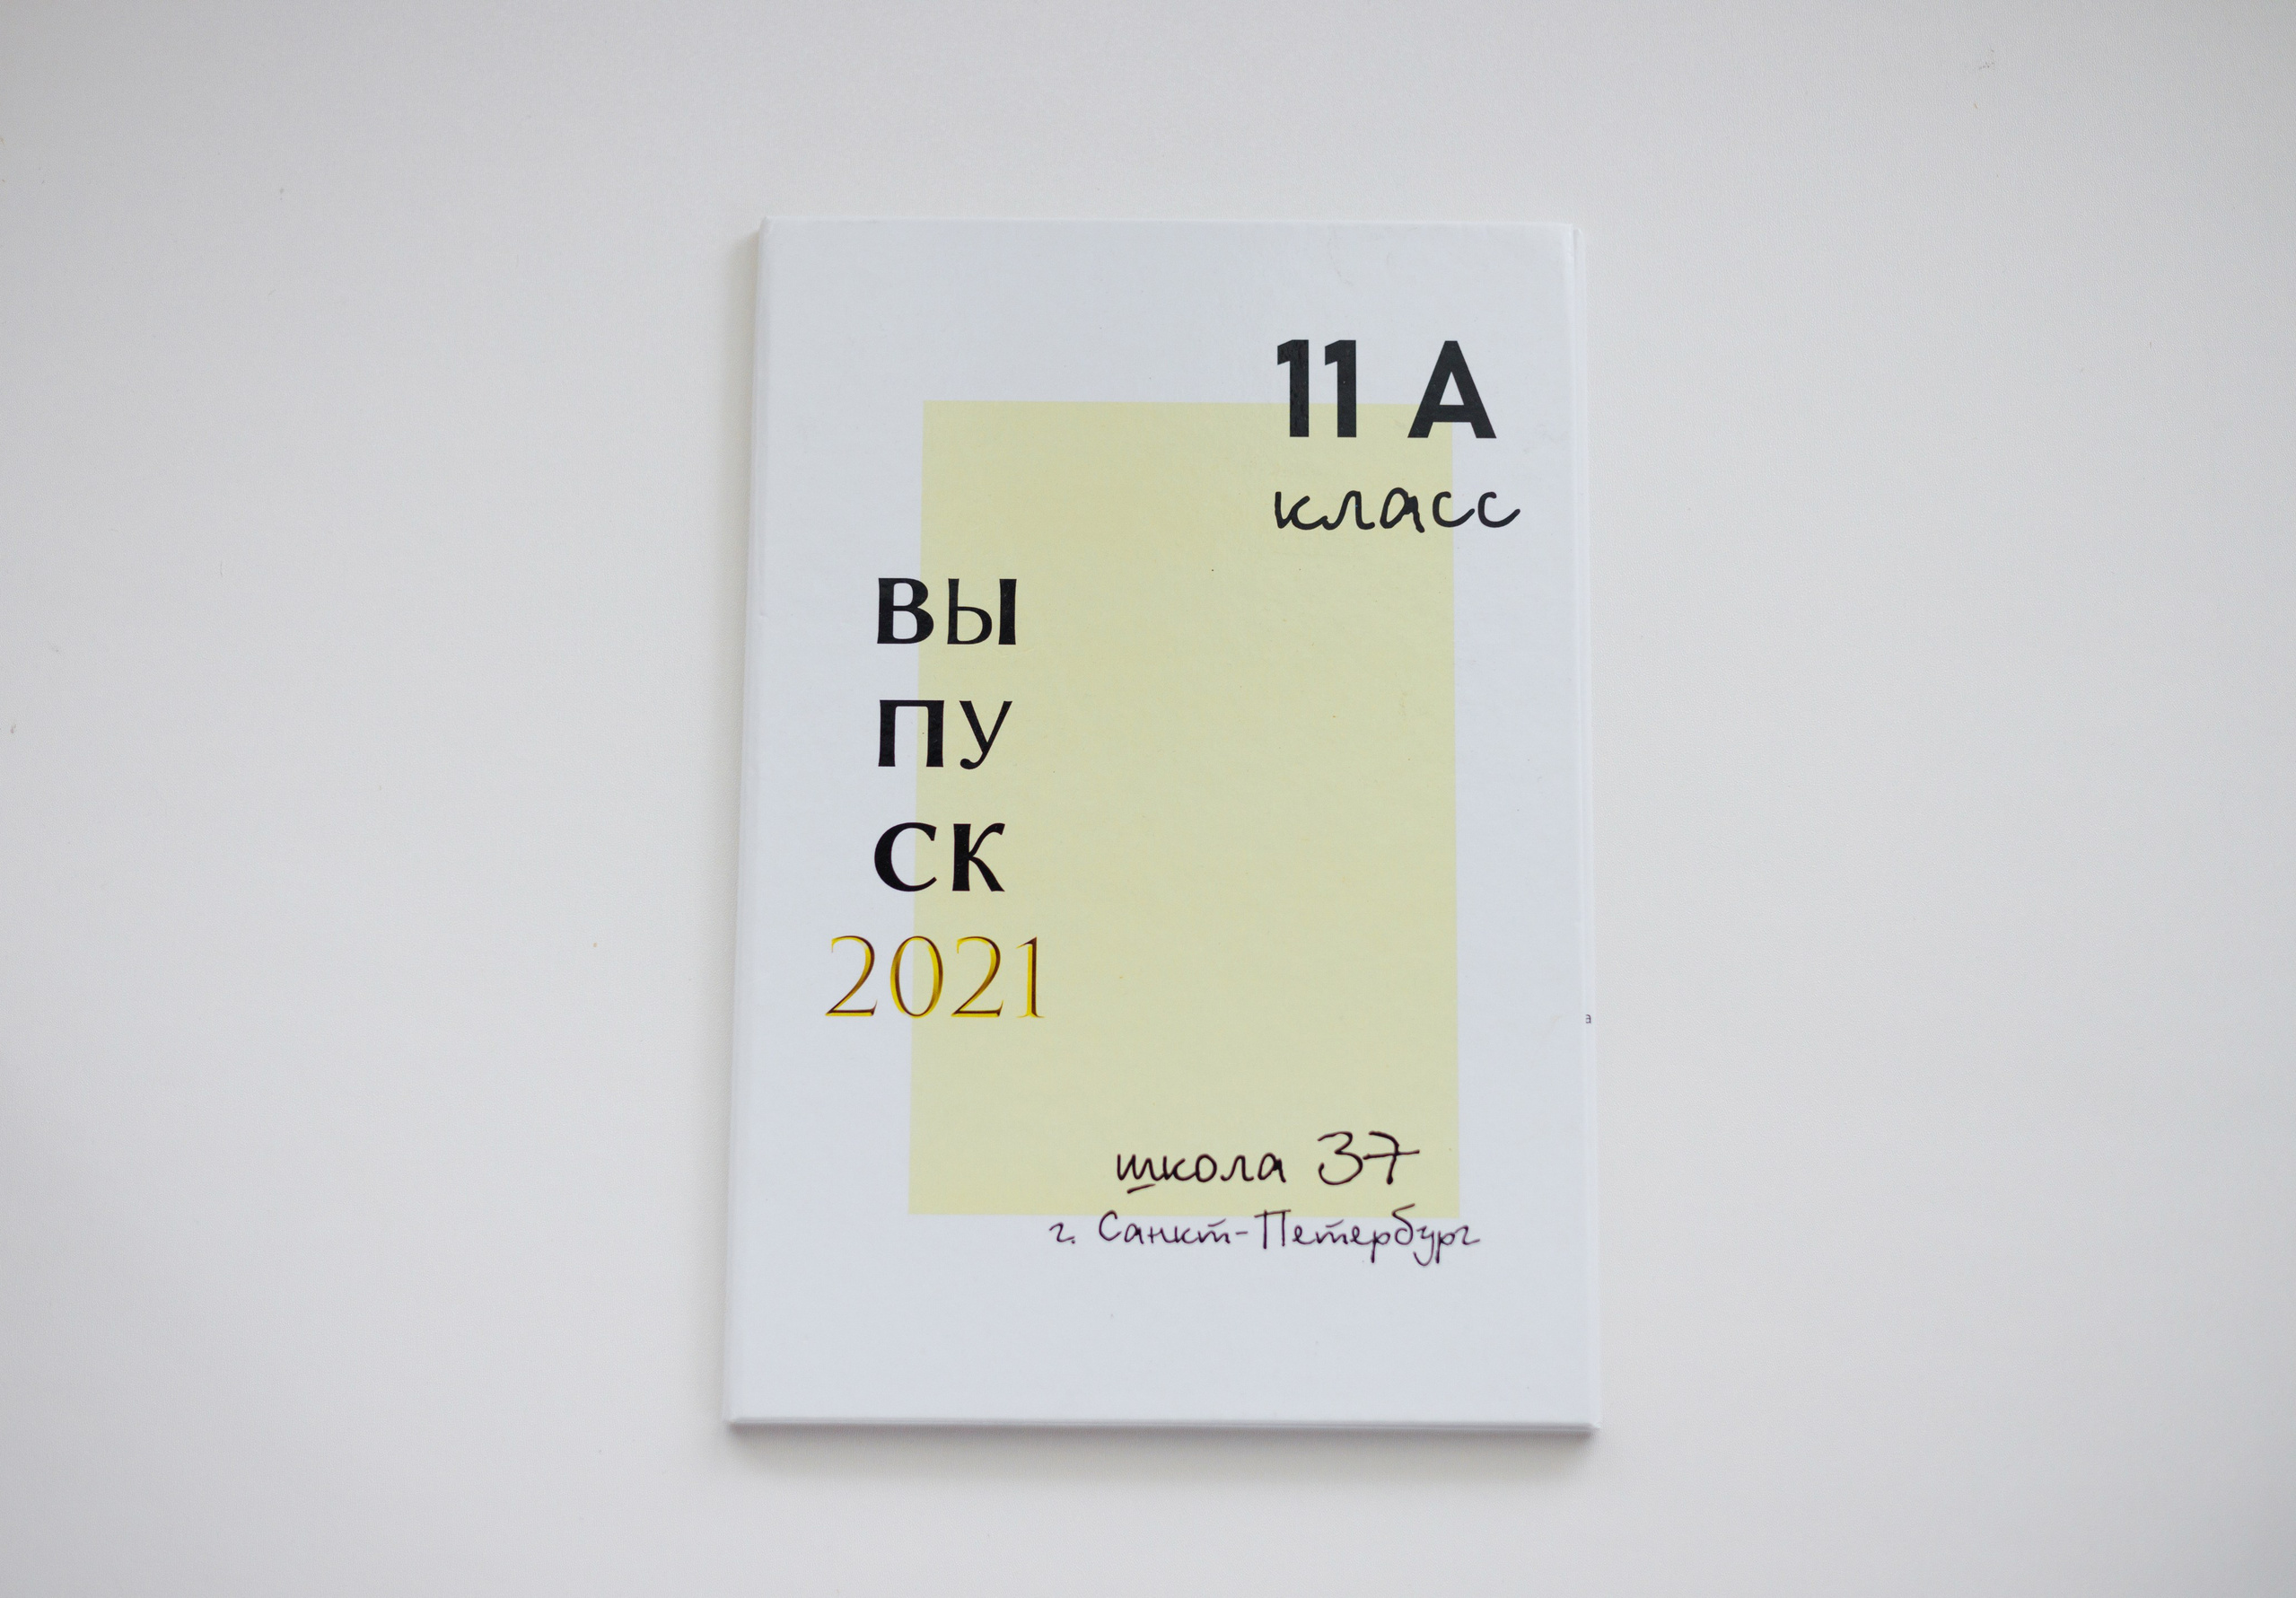 11 А
класс
ВЫ
ПУ
СК
2021
школа 37
г. Санкт-Петербург
а